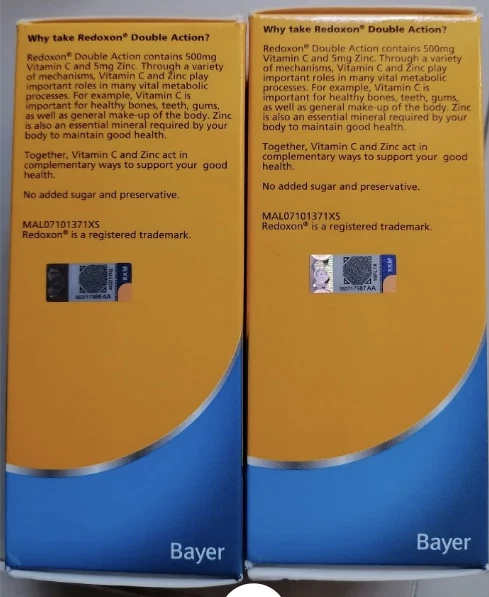 Why take Redoxon® Double Action?
Redoxon® Double Action contains 500mg
Vitamin C and 5mg Zinc. Through a variety
of mechanisms, Vitamin C and Zinc play
important roles in many vital metabolic
processes. For example, Vitamin C is
important for healthy bones, teeth, gums,
as well as general make-up of the body. Zinc
is also an essential mineral required by your
body to maintain good health.
Together, Vitamin C and Zinc act in
complementary ways to support your good
health.
No added sugar and preservative.
MAL07101371XS
Redoxon® is a registered trademark.
KKM
Bayer
Why take Redoxon® Double Action?
Redoxon® Double Action contains 500mg
Vitamin C and 5mg Zinc. Through a variety
of mechanisms, Vitamin C and Zinc play
important roles in many vital metabolic
processes. For example, Vitamin C is
important for healthy bones, teeth, gums,
as well as general make-up of the body. Zinc
is also an essential mineral required by your
body to maintain good health.
Together, Vitamin C and Zinc act in
complementary ways to support your good
health.
No added sugar and preservative.
MAL07101371XS
Redoxon® is a registered trademark.
KKM
Bayer